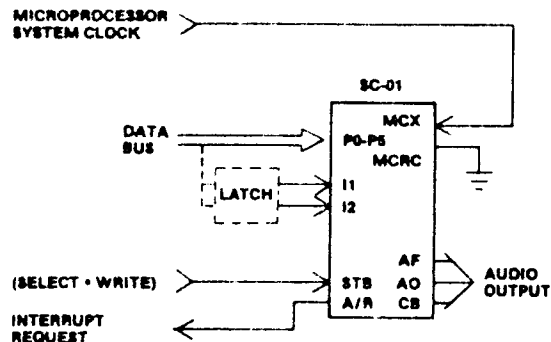 MICROPROCESSOR
SYSTEM CLOCK
SC-01
MCX
DATA
BUS
P0-P5
MCRC
LATCH
I1
I2
AF
(SELECT • WRITE)
STB
AO
AUDIO
OUTPUT
A/R
CB
INTERRUPT
REQUEST